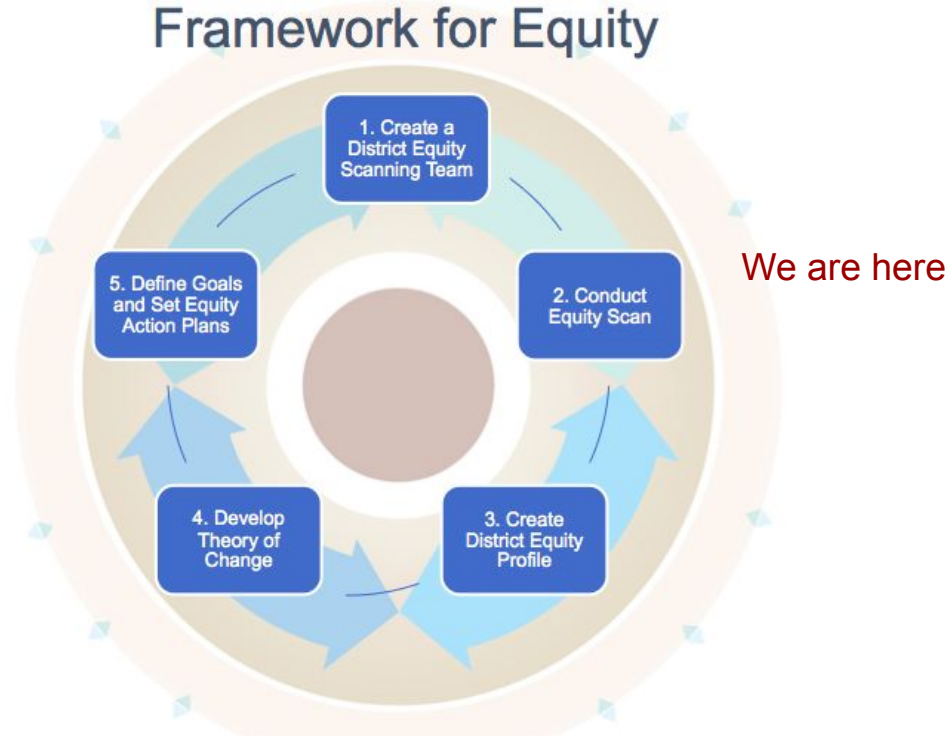 Framework for Equity
1. Create a
District Equity
Scanning Team
We are here
2. Conduct
Equity Scan
3. Create
District Equity
Profile
4. Develop
Theory of
Change
5. Define Goals
and Set Equity
Action Plans